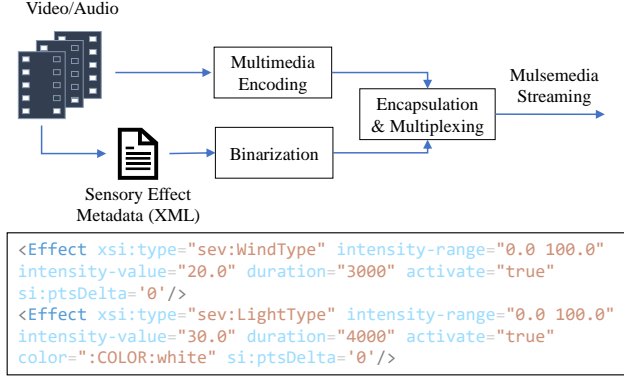 Video/Audio
Multimedia
Encoding
Mulsemedia
Streaming
Encapsulation
& Multiplexing
Binarization
Sensory Effect
Metadata (XML)
<Effect xsi:type="sev:WindType" intensity-range="0.0 100.0"
intensity-value="20.0" duration="3000" activate="true"
si:ptsDelta='0'/>
<Effect xsi:type="sev:LightType" intensity-range="0.0 100.0"
intensity-value="30.0" duration="4000" activate="true"
color=":COLOR:white" si:ptsDelta='0'/>